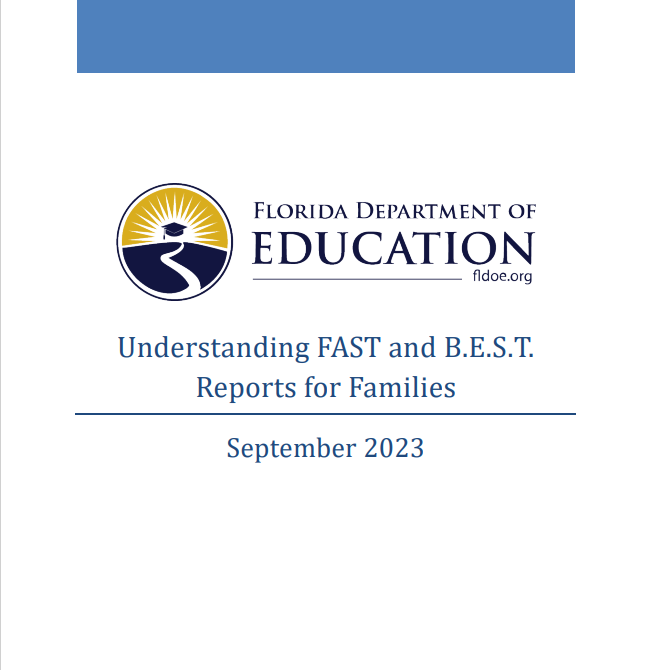 FLORIDA DEPARTMENT OF
EDUCATION
fldoe.org
Understanding FAST and B.E.S.T.
Reports for Families
September 2023